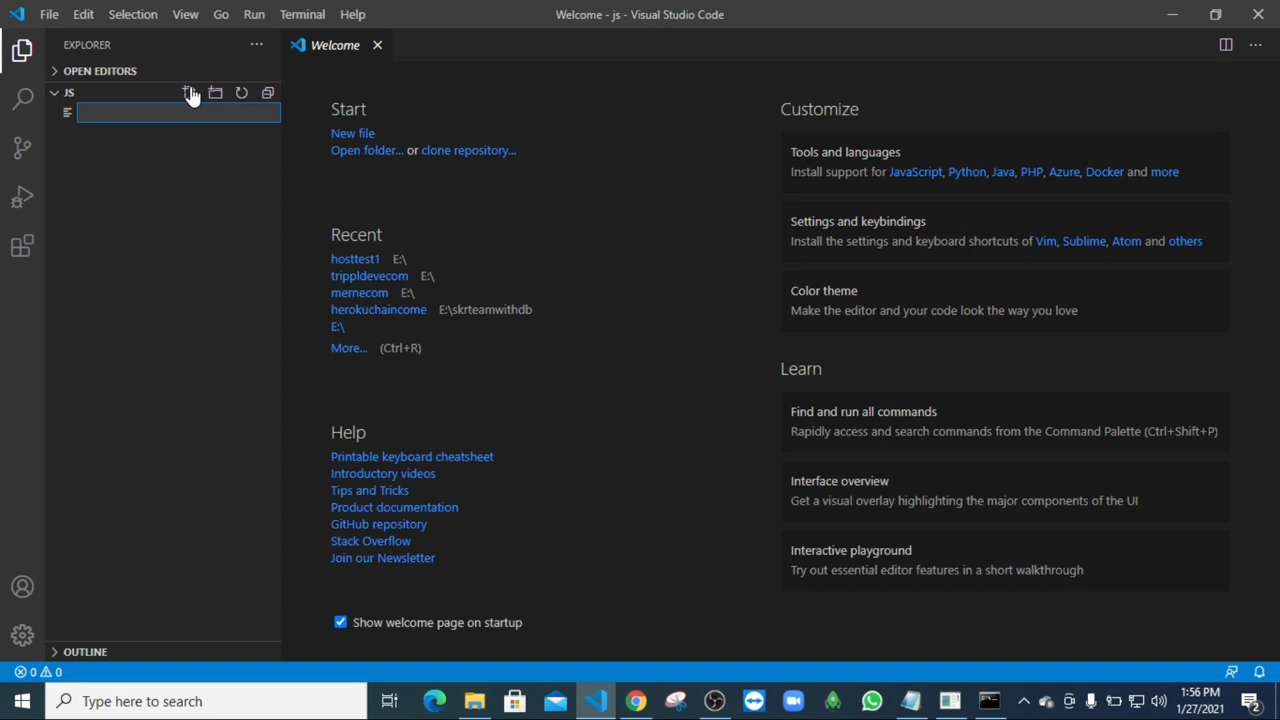 File Edit Selection View Go Run Terminal Help
Welcome - js - Visual Studio Code
EXPLORER
OPEN EDITORS
JS
OUTLINE
Welcome
Start
New file
Open folder... or clone repository...
Recent
hosttest1 E:\
trippldevecom E:\
mernecom E:\
herokuchaincome E:\skrteamwithdb
E:\
More... (Ctrl+R)
Help
Printable keyboard cheatsheet
Introductory videos
Tips and Tricks
Product documentation
GitHub repository
Stack Overflow
Join our Newsletter
Show welcome page on startup
Customize
Tools and languages
Install support for JavaScript, Python, Java, PHP, Azure, Docker and more
Settings and keybindings
Install the settings and keyboard shortcuts of Vim, Sublime, Atom and others
Color theme
Make the editor and your code look the way you love
Learn
Find and run all commands
Rapidly access and search commands from the Command Palette (Ctrl+Shift+P)
Interface overview
Get a visual overlay highlighting the major components of the UI
Interactive playground
Try out essential editor features in a short walkthrough
0 0
Type here to search
1:56 PM
1/27/2021
2